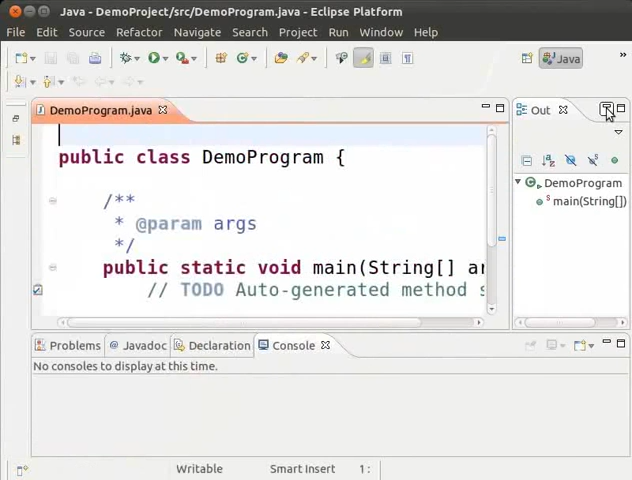 Java - DemoProject/src/DemoProgram.java - Eclipse Platform
File Edit Source Refactor Navigate Search Project Run Window Help
Java
DemoProgram.java
Out
public class DemoProgram {
DemoProgram
/**
main(String[])
* @param args
*/
public static void main(String[] ar
// TODO Auto-generated method s
Problems Javadoc Declaration Console
No consoles to display at this time.
Writable Smart Insert 1 :